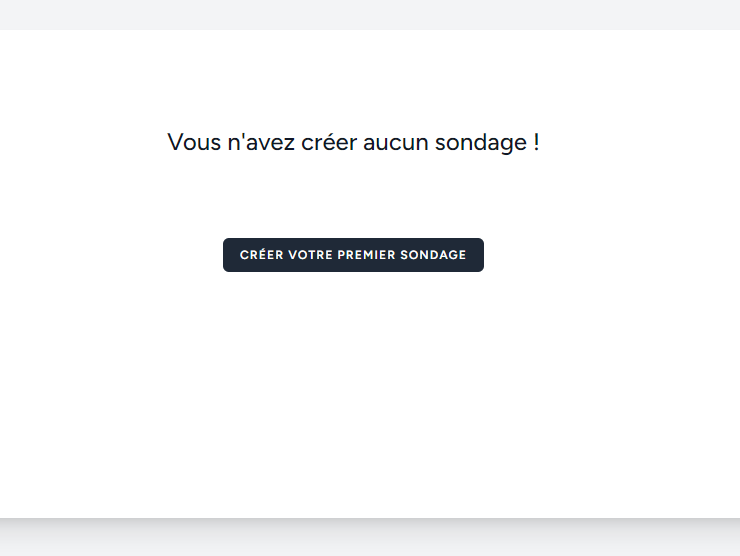 Vous n'avez créer aucun sondage !
CRÉER VOTRE PREMIER SONDAGE